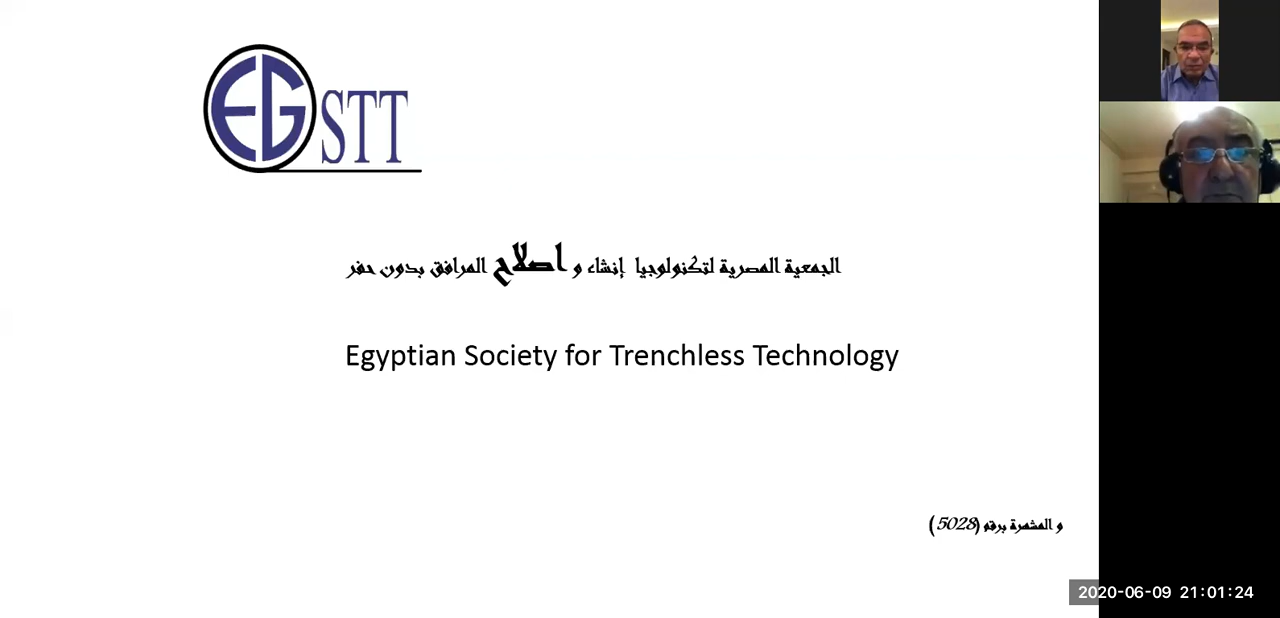 EGSTT
الجمعية المصرية لتكنولوجيا إنشاء و اصلاح المرافق بدون حفر
Egyptian Society for Trenchless Technology
و المشهرة برقم (5028)
2020-06-09 21:01:24